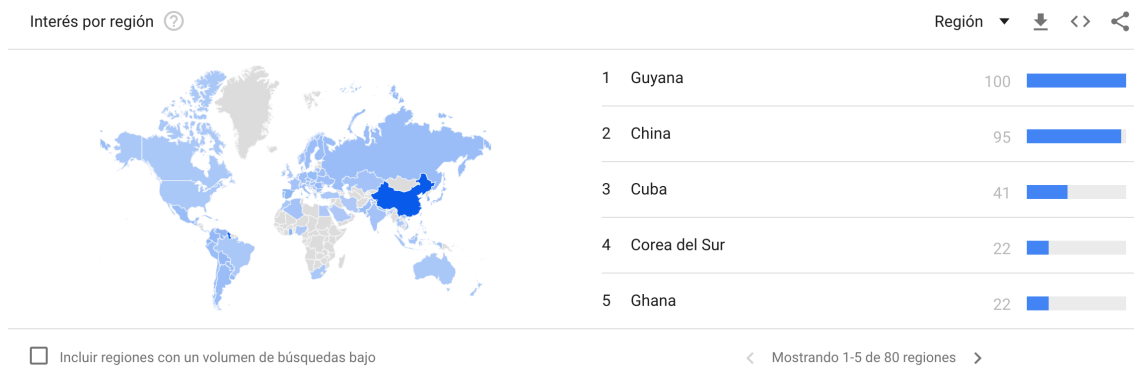 Interés por región
Región
1 Guyana 100
2 China 95
3 Cuba 41
4 Corea del Sur 22
5 Ghana 22
Incluir regiones con un volumen de búsquedas bajo
Mostrando 1-5 de 80 regiones